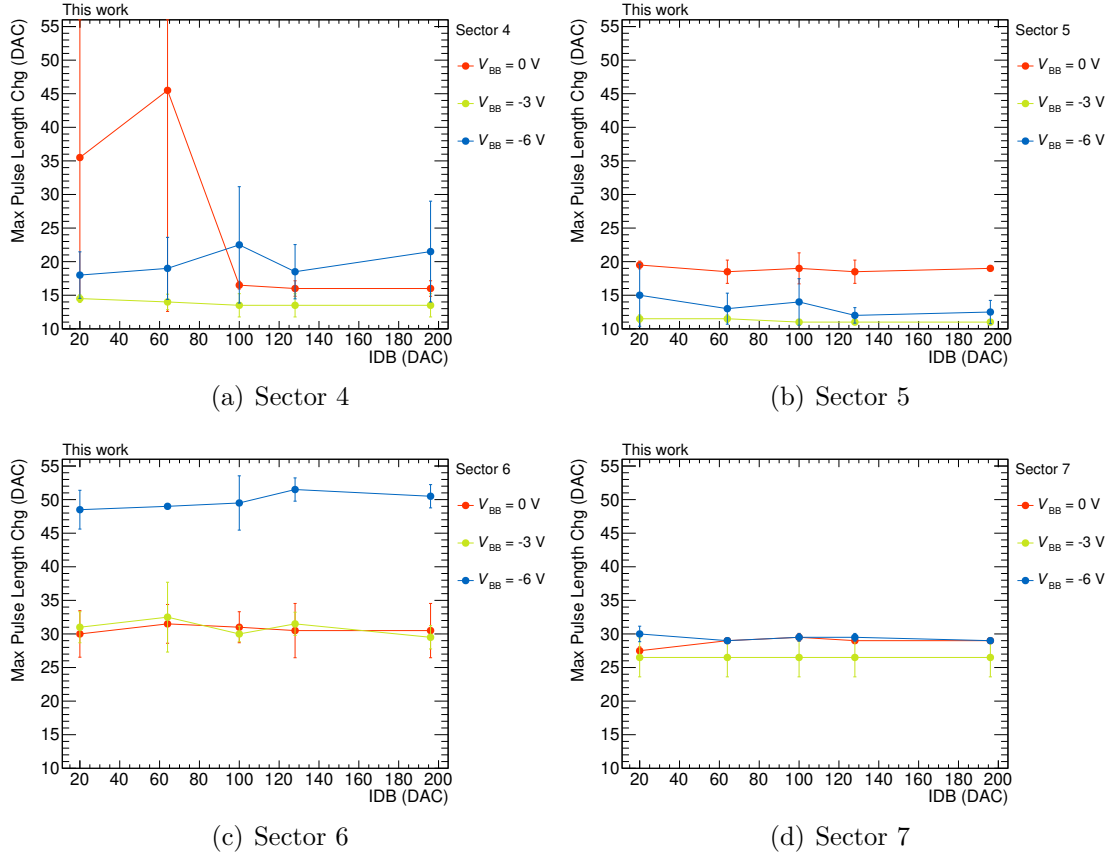 This work
Max Pulse Length Chg (DAC)
55
50
45
40
35
30
25
20
15
10
20 40 60 80 100 120 140 160 180 200
IDB (DAC)
Sector 4
V_BB = 0 V
V_BB = -3 V
V_BB = -6 V
(a) Sector 4
This work
Max Pulse Length Chg (DAC)
55
50
45
40
35
30
25
20
15
10
20 40 60 80 100 120 140 160 180 200
IDB (DAC)
Sector 5
V_BB = 0 V
V_BB = -3 V
V_BB = -6 V
(b) Sector 5
This work
Max Pulse Length Chg (DAC)
55
50
45
40
35
30
25
20
15
10
20 40 60 80 100 120 140 160 180 200
IDB (DAC)
Sector 6
V_BB = 0 V
V_BB = -3 V
V_BB = -6 V
(c) Sector 6
This work
Max Pulse Length Chg (DAC)
55
50
45
40
35
30
25
20
15
10
20 40 60 80 100 120 140 160 180 200
IDB (DAC)
Sector 7
V_BB = 0 V
V_BB = -3 V
V_BB = -6 V
(d) Sector 7